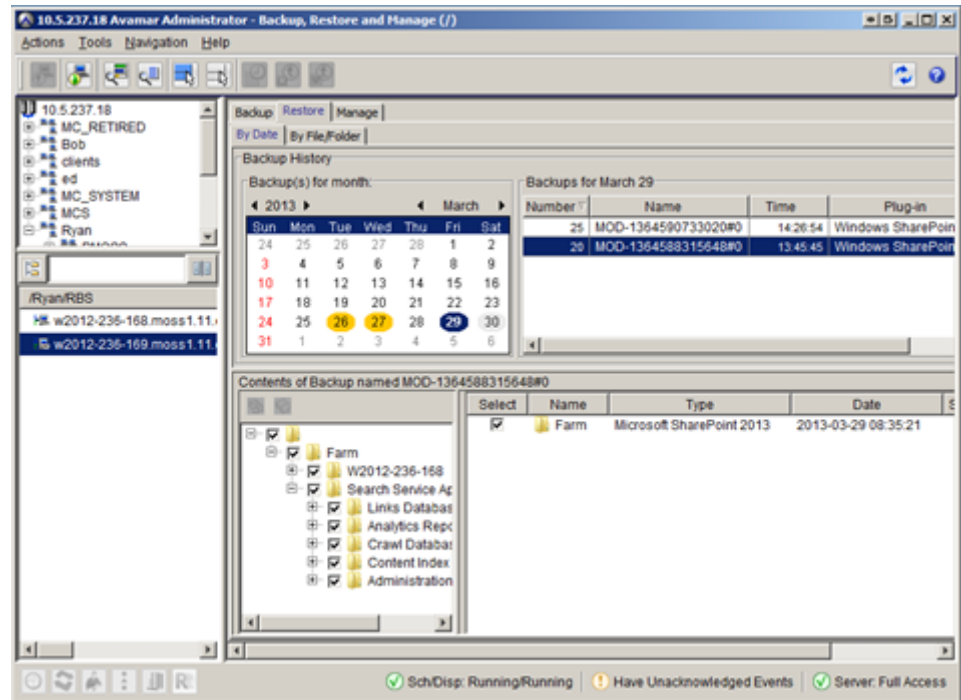 10.5.237.18 Avamar Administrator - Backup, Restore and Manage (/)
Actions Tools Navigation Help
10.5.237.18
MC_RETIRED
Bob
clients
ed
MC_SYSTEM
MCS
Ryan
/Ryan/RBS
w2012-236-168.moss1.11.
w2012-236-169.moss1.11.
Backup Restore Manage
By Date By File/Folder
Backup History
Backup(s) for month:
2013 March
Sun Mon Tue Wed Thu Fri Sat
24 25 26 27 28 1 2
3 4 5 6 7 8 9
10 11 12 13 14 15 16
17 18 19 20 21 22 23
24 25 26 27 28 29 30
31 1 2 3 4 5 6
Backups for March 29
Number Name Time Plug-in
25 MOD-1364590733020#0 14:26:54 Windows SharePoin
20 MOD-1364588315648#0 13:45:45 Windows SharePoin
Contents of Backup named MOD-1364588315648#0
Farm
W2012-236-168
Search Service Ap
Links Databas
Analytics Repo
Crawl Databas
Content Index
Administration
Select Name Type Date S
Farm Microsoft SharePoint 2013 2013-03-29 08:35:21
Sch/Disp: Running/Running Have Unacknowledged Events Server: Full Access